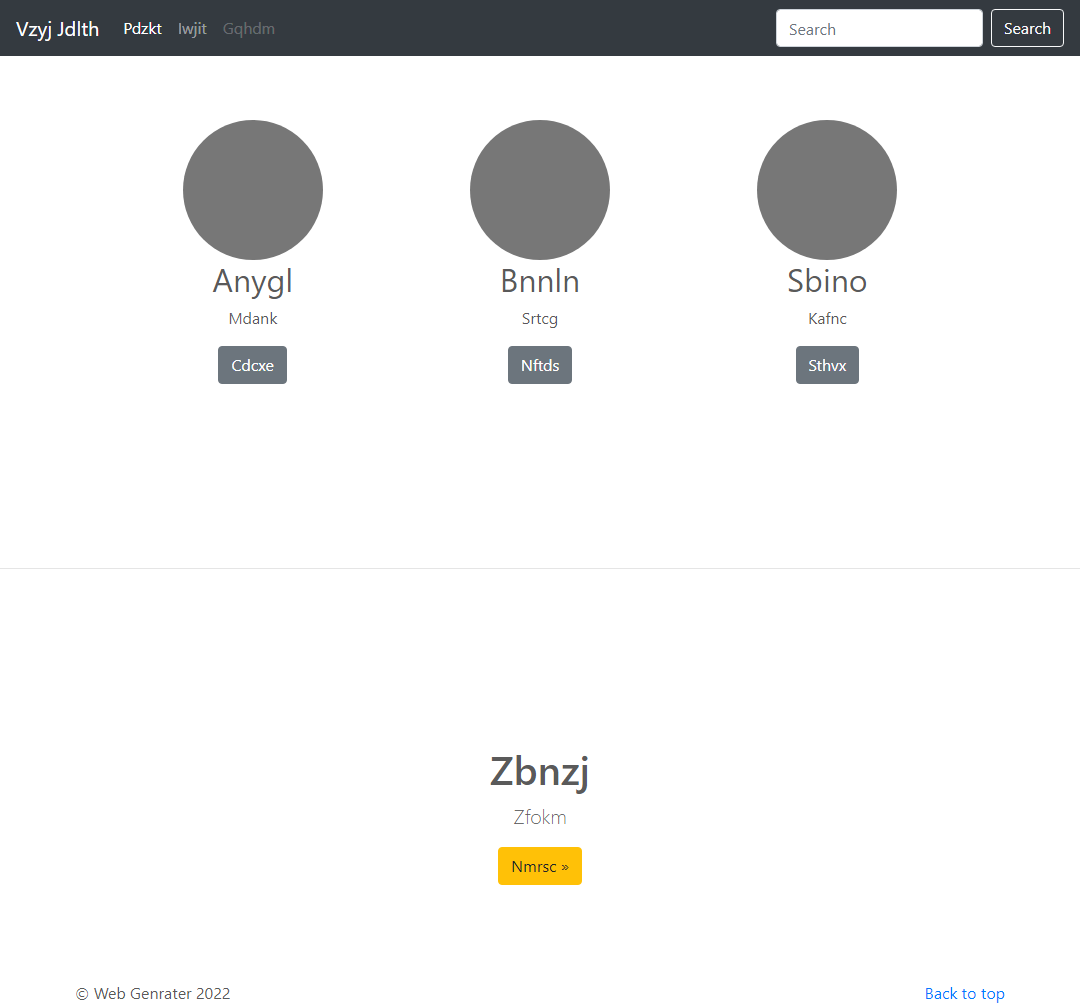 Vzyj Jdlth Pdzkt Iwjit Gqhdm Search Search
Anygl Bnnln Sbino
Mdank Srtcg Kafnc
Cdcxe Nftds Sthvx
Zbnzj
Zfokm
Nmrsc »
© Web Genrater 2022 Back to top